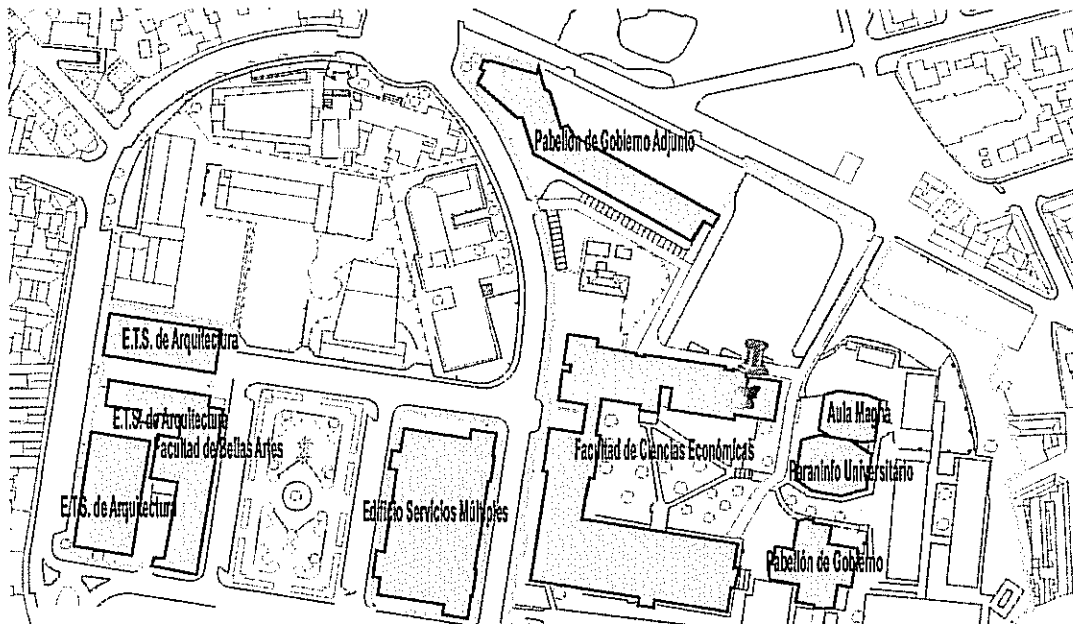 Pabellón de Gobierno Adjunto
E.T.S. de Arquitectura
E.T.S. de Arquitectura
Facultad de Bellas Artes
E.T.S. de Arquitectura
Edificio Servicios Múltiples
Facultad de Ciencias Económicas
Aula Magna
Paraninfo Universitário
Pabellón de Gobierno